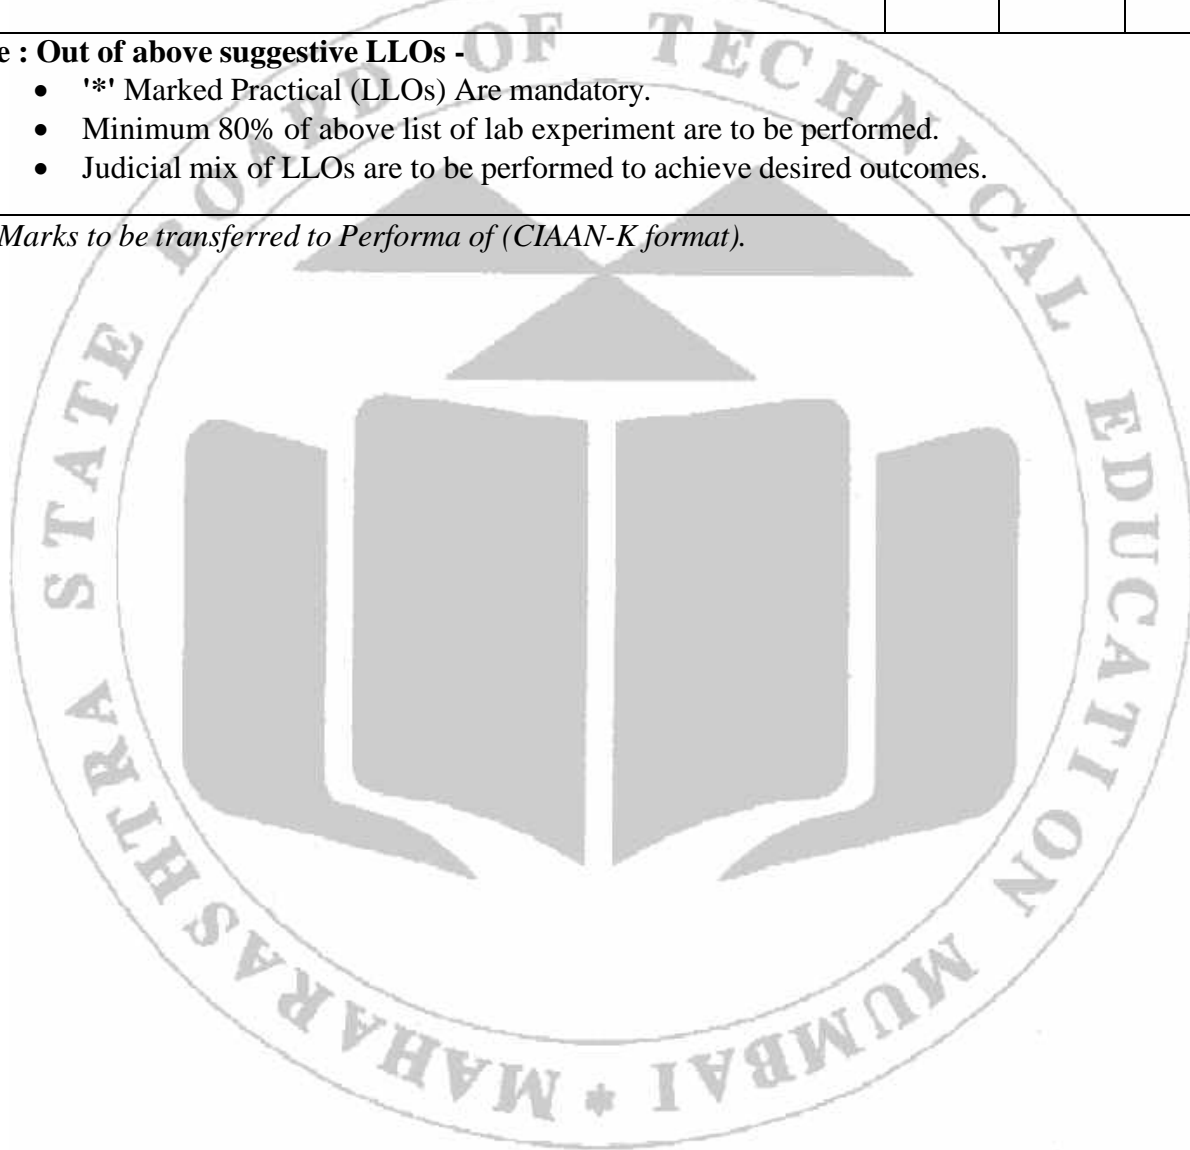 e : Out of above suggestive LLOs -
• '*' Marked Practical (LLOs) Are mandatory.
• Minimum 80% of above list of lab experiment are to be performed.
• Judicial mix of LLOs are to be performed to achieve desired outcomes.
Marks to be transferred to Performa of (CIAAN-K format).
MAHARASHTRA STATE BOARD OF TECHNICAL EDUCATION MUMBAI *